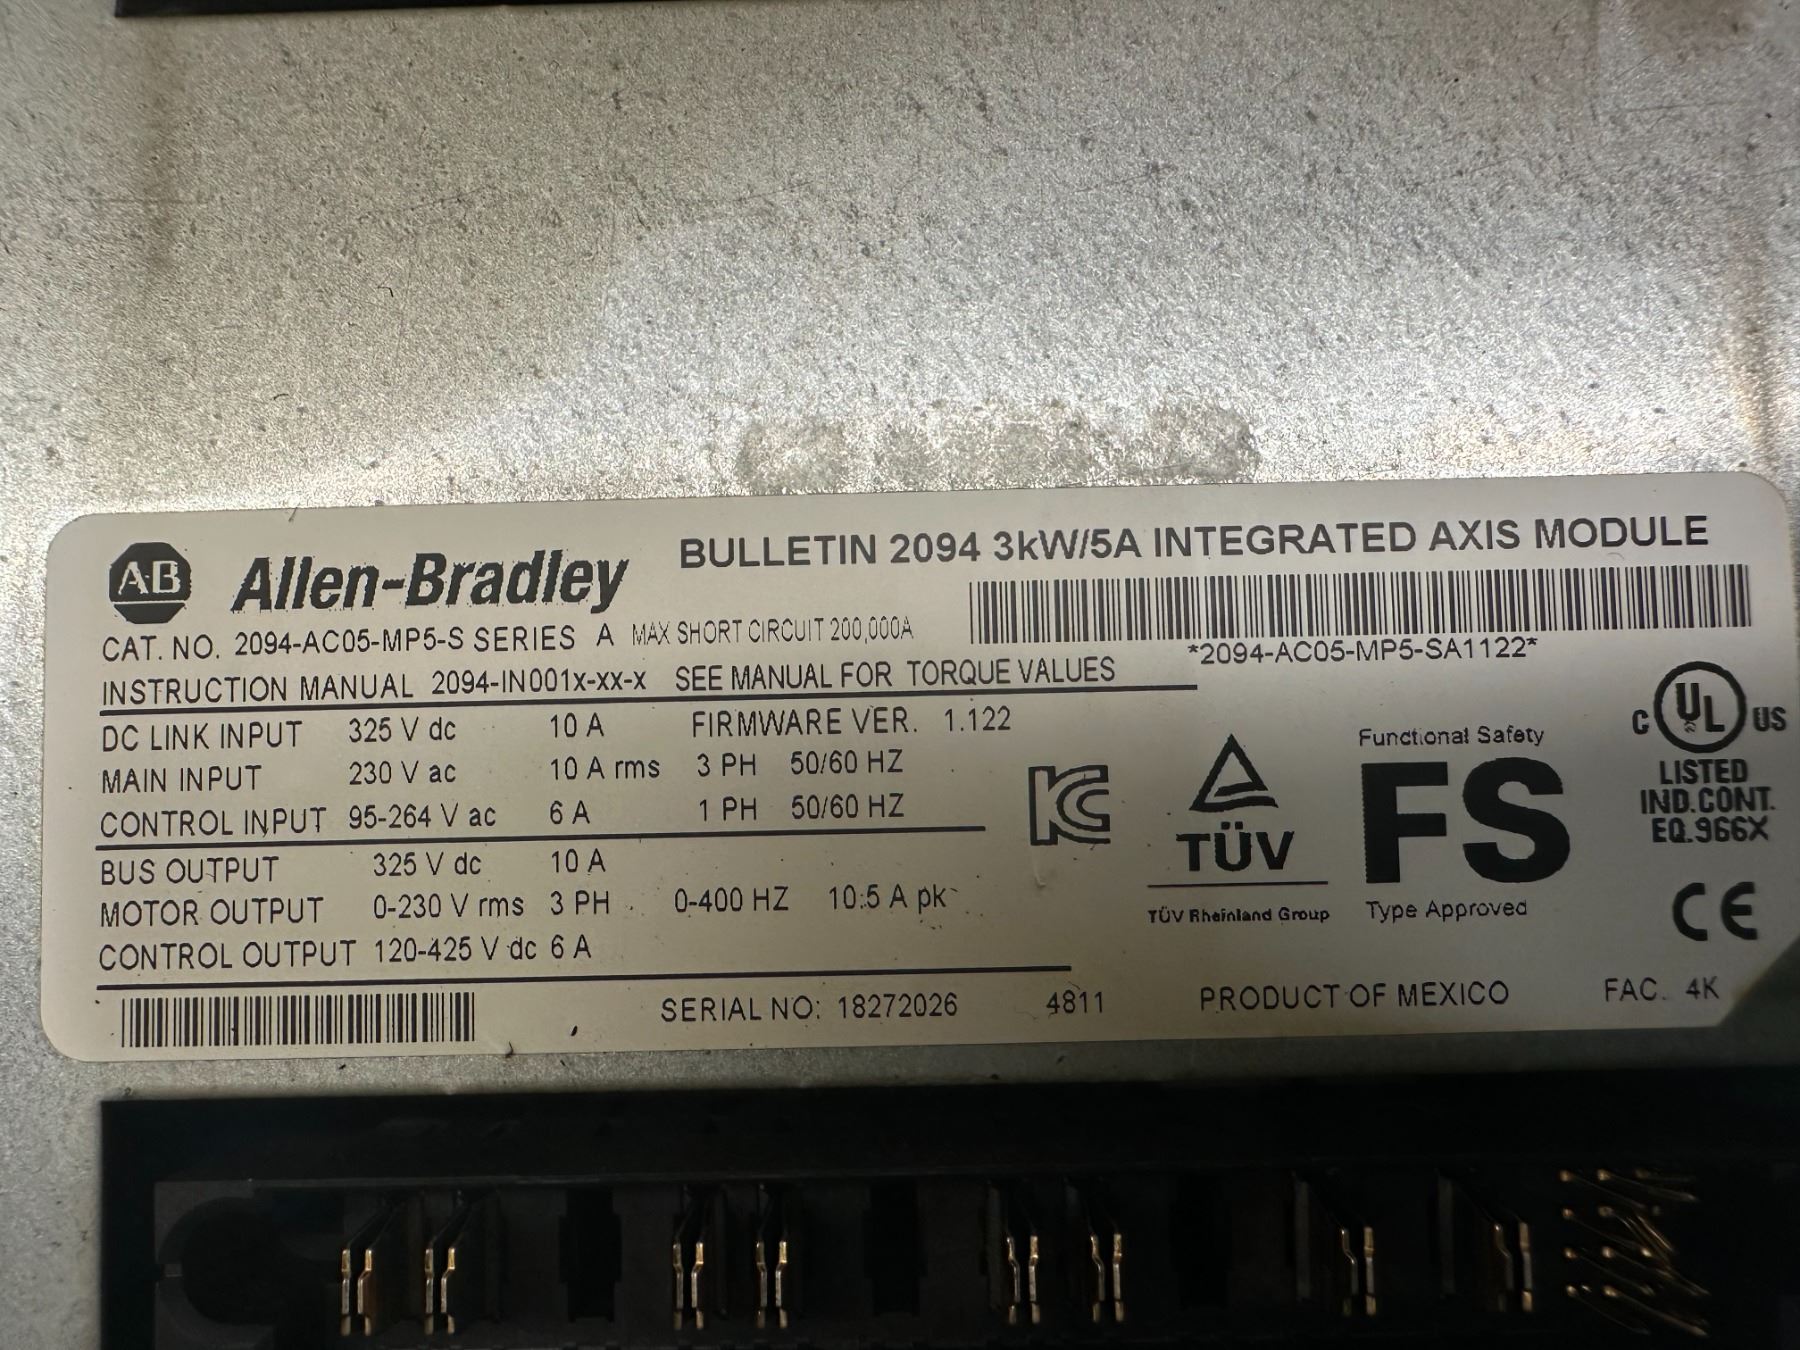 AB Allen-Bradley
BULLETIN 2094 3kW/5A INTEGRATED AXIS MODULE
CAT. NO. 2094-AC05-MP5-S SERIES A MAX SHORT CIRCUIT 200,000A
*2094-AC05-MP5-SA1122*
INSTRUCTION MANUAL 2094-IN001x-xx-x SEE MANUAL FOR TORQUE VALUES
DC LINK INPUT 325 V dc 10 A FIRMWARE VER. 1.122
MAIN INPUT 230 V ac 10 A rms 3 PH 50/60 HZ
CONTROL INPUT 95-264 V ac 6 A 1 PH 50/60 HZ
BUS OUTPUT 325 V dc 10 A
MOTOR OUTPUT 0-230 V rms 3 PH 0-400 HZ 10.5 A pk
CONTROL OUTPUT 120-425 V dc 6 A
KC
TÜV
TÜV Rheinland Group
Functional Safety
FS
Type Approved
C UL US
LISTED
IND.CONT.
EQ.966X
CE
SERIAL NO: 18272026 4811 PRODUCT OF MEXICO FAC. 4K